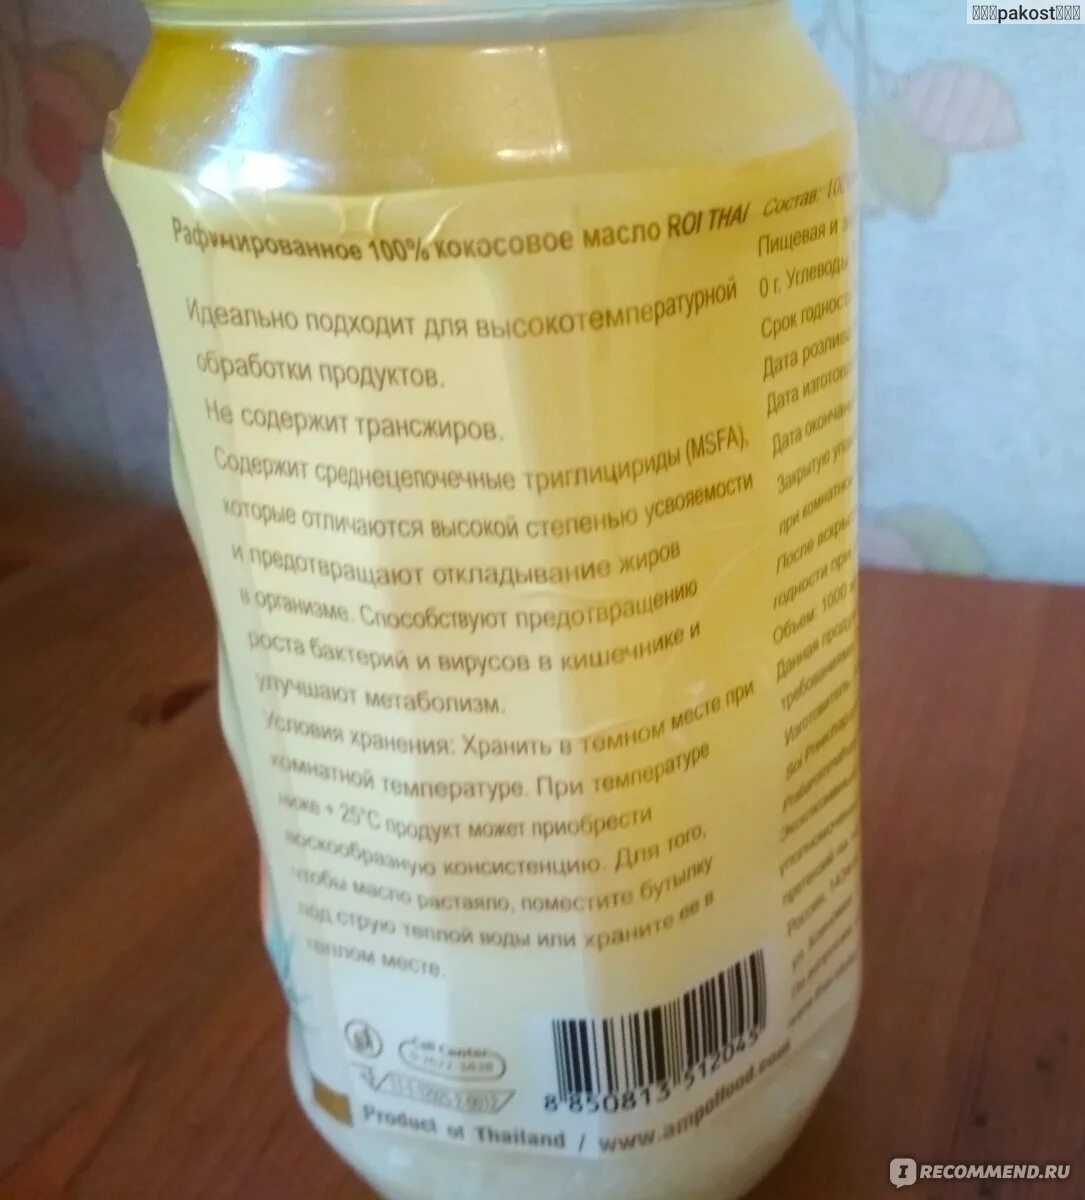 pakost
Рафинированное 100% кокосовое масло ROI THAI
Идеально подходит для высокотемпературной
обработки продуктов.
Не содержит трансжиров.
Содержит среднецепочечные триглицириды (MSFA),
которые отличаются высокой степенью усвояемости
и предотвращают откладывание жиров
в организме. Способствуют предотвращению
роста бактерий и вирусов в кишечнике и
улучшают метаболизм.
Условия хранения: Хранить в темном месте при
комнатной температуре. При температуре
ниже + 25°C продукт может приобрести
воскообразную консистенцию. Для того,
чтобы масло растаяло, поместите бутылку
под струю теплой воды или храните ее в
теплом месте.
Состав: 100
Пищевая и
0 г. Углеводы
Срок годност
Дата розлива
Дата изготов
Дата окончан
Закрытую упа
при комнатно
После вскры
годности при
Объем: 1000 м
Данная проду
требованиям
Изготовитель
Call Center
8 850813 512045
Product of Thailand / www.ampolfood.com
IRECOMMEND.RU